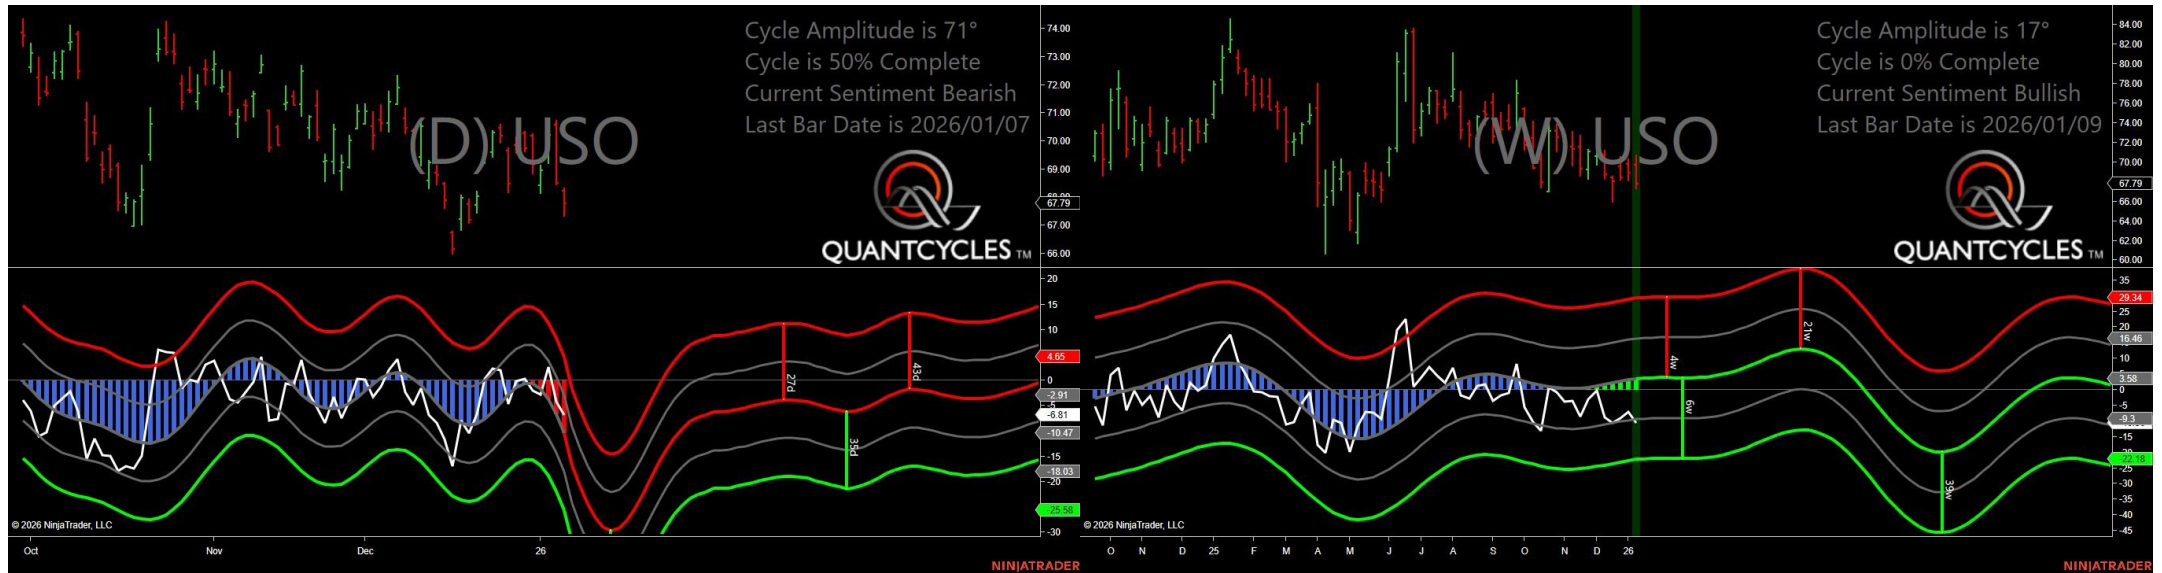 Cycle Amplitude is 71°
Cycle is 50% Complete
Current Sentiment Bearish
Last Bar Date is 2026/01/07
(D) USO
QUANTCYCLES TM
74.00
73.00
72.00
71.00
70.00
69.00
68.00
67.79
67.00
66.00
20
15
10
4.65
0
-2.91
-5
-6.81
-10.47
-15
-18.03
-20
-25.58
-30
27d
43d
35d
© 2026 NinjaTrader, LLC
Oct Nov Dec 26
NINJATRADER
Cycle Amplitude is 17°
Cycle is 0% Complete
Current Sentiment Bullish
Last Bar Date is 2026/01/09
(W) USO
QUANTCYCLES TM
84.00
82.00
80.00
78.00
76.00
74.00
72.00
70.00
67.79
66.00
64.00
62.00
60.00
35
29.34
25
20
16.46
10
5
3.58
0
-5
-9.3
-15
-22.18
-25
-30
-35
-40
-45
4w
21w
6w
39w
© 2026 NinjaTrader, LLC
O N D 25 F M A M J J A S O N D 26
NINJATRADER